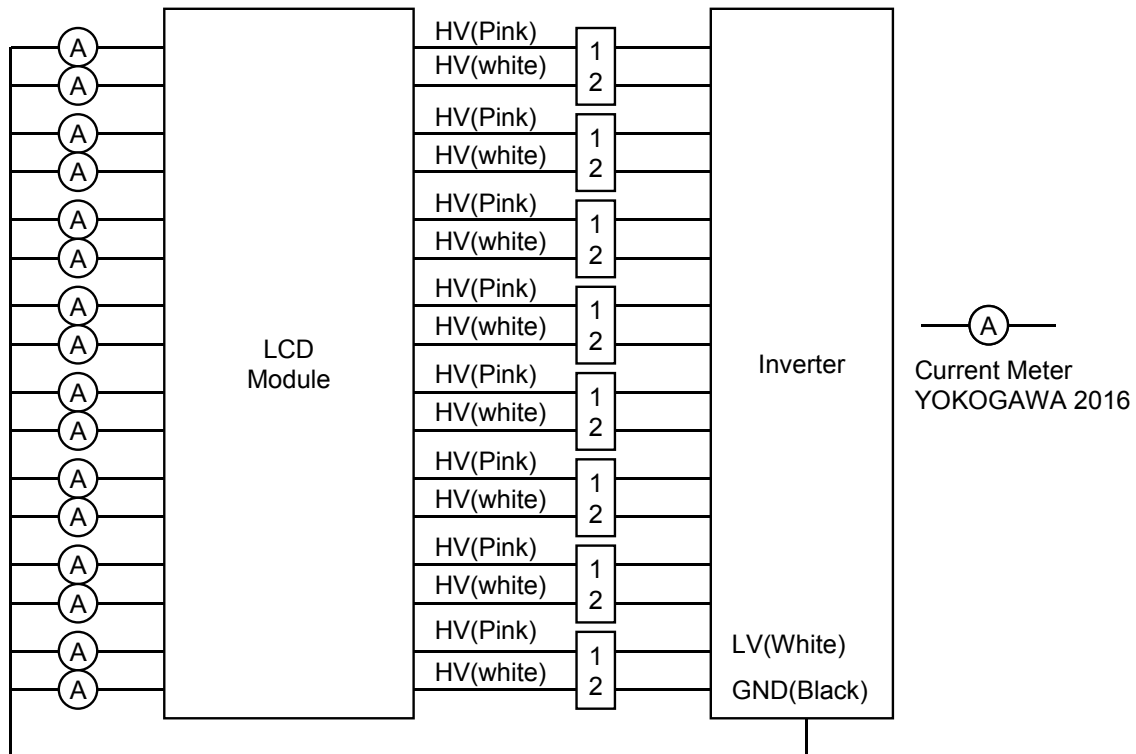 A
HV(Pink)
1
A
HV(white)
2
A
HV(Pink)
1
A
HV(white)
2
A
HV(Pink)
1
A
HV(white)
2
A
HV(Pink)
1
A
HV(white)
2
LCD
Module
Inverter
A
Current Meter
YOKOGAWA 2016
A
HV(Pink)
1
A
HV(white)
2
A
HV(Pink)
1
A
HV(white)
2
A
HV(Pink)
1
A
HV(white)
2
A
HV(Pink)
1
LV(White)
A
HV(white)
2
GND(Black)